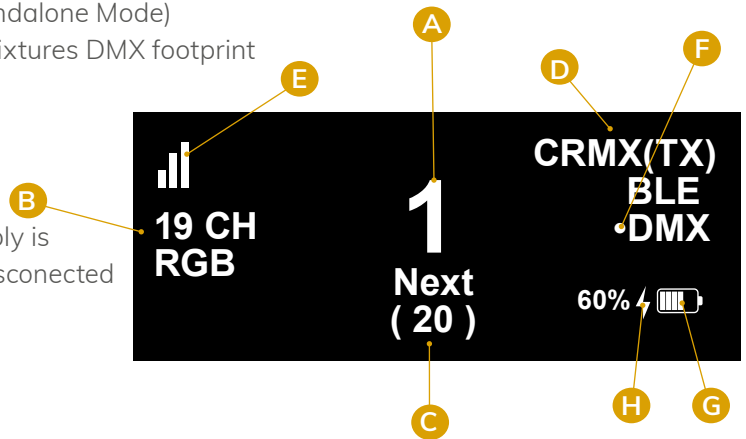 ndalone Mode)
ixtures DMX footprint
A
F
D
E
CRMX(TX)
BLE
•DMX
B
19 CH
RGB
1
ly is
sconected
Next
( 20 )
60%
H
G
C